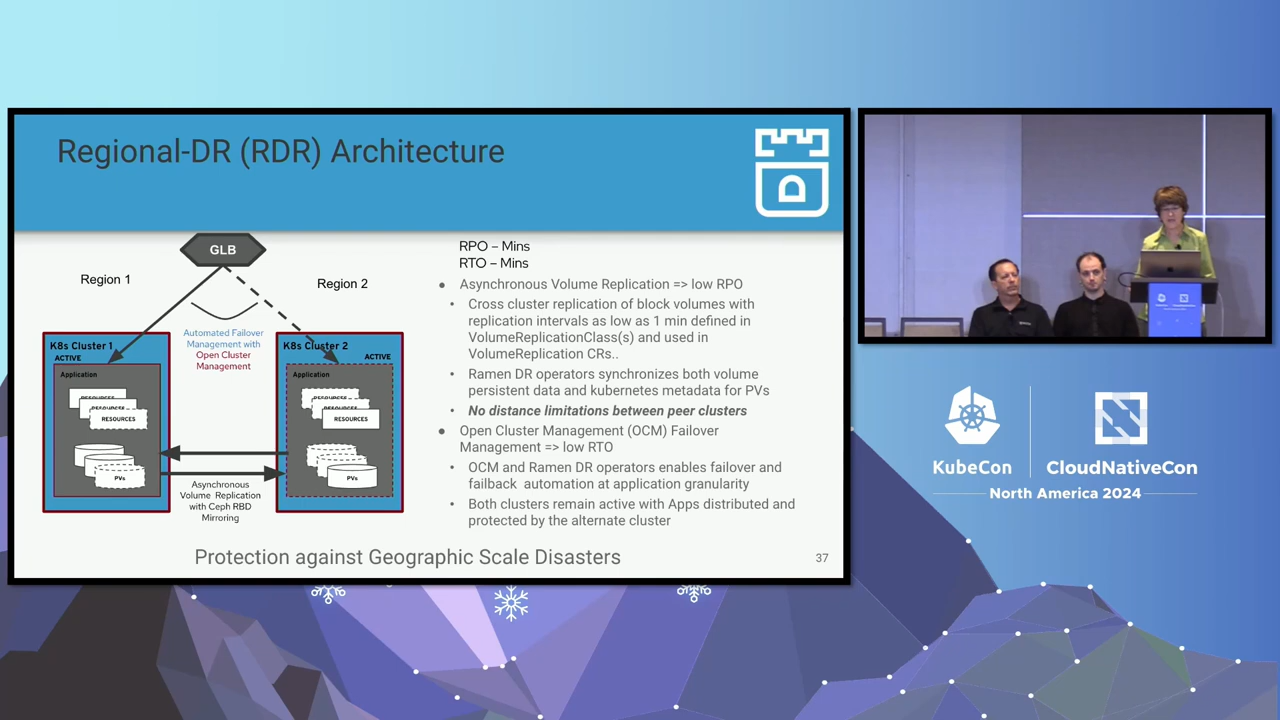 Regional-DR (RDR) Architecture
GLB
Region 1
Region 2
Automated Failover
Management with
Open Cluster
Management
K8s Cluster 1
ACTIVE
Application
RESOURCES
RESOURCES
RESOURCES
PVs
K8s Cluster 2
ACTIVE
Application
RESOURCES
RESOURCES
RESOURCES
PVs
Asynchronous
Volume Replication
with Ceph RBD
Mirroring
RPO – Mins
RTO – Mins
● Asynchronous Volume Replication => low RPO
• Cross cluster replication of block volumes with
replication intervals as low as 1 min defined in
VolumeReplicationClass(s) and used in
VolumeReplication CRs..
• Ramen DR operators synchronizes both volume
persistent data and kubernetes metadata for PVs
• No distance limitations between peer clusters
● Open Cluster Management (OCM) Failover
Management => low RTO
• OCM and Ramen DR operators enables failover and
failback automation at application granularity
• Both clusters remain active with Apps distributed and
protected by the alternate cluster
Protection against Geographic Scale Disasters
37
KubeCon
CloudNativeCon
North America 2024